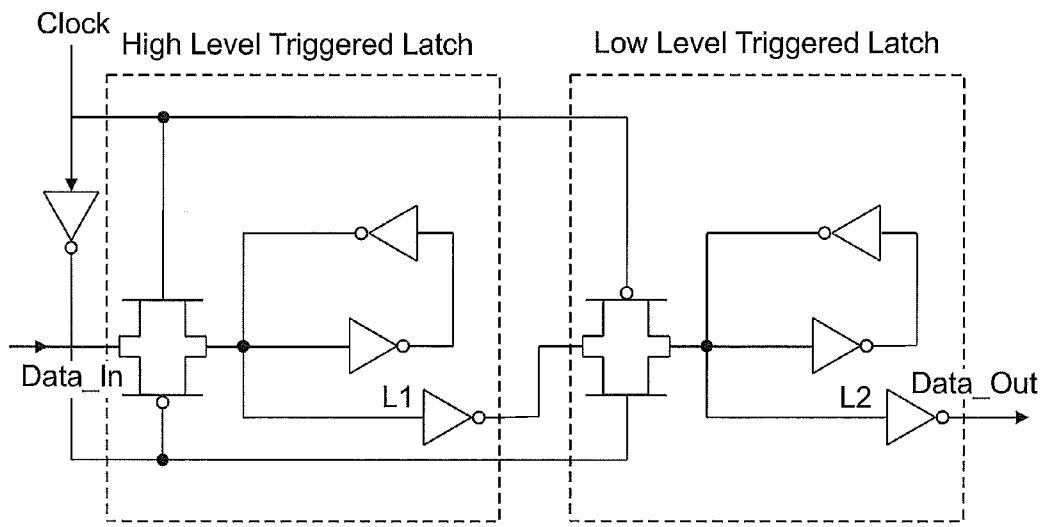 Clock
High Level Triggered Latch
Low Level Triggered Latch
Data_In
L1
L2
Data_Out